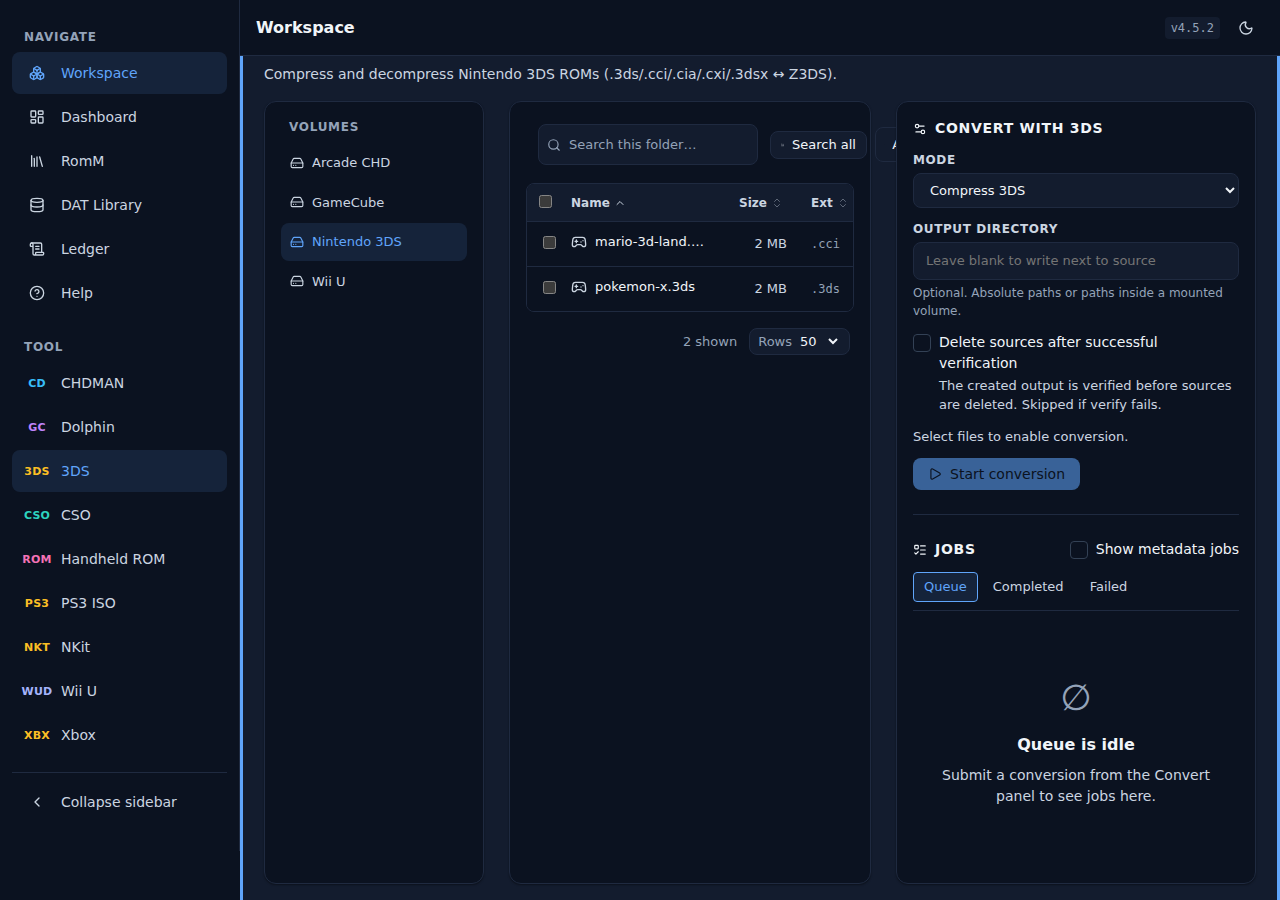 NAVIGATE
Workspace
Dashboard
RomM
DAT Library
Ledger
Help
TOOL
CD CHDMAN
GC Dolphin
3DS 3DS
CSO CSO
ROM Handheld ROM
PS3 PS3 ISO
NKT NKit
WUD Wii U
XBX Xbox
Collapse sidebar
Workspace
v4.5.2
Compress and decompress Nintendo 3DS ROMs (.3ds/.cci/.cia/.cxi/.3dsx ↔ Z3DS).
VOLUMES
Arcade CHD
GameCube
Nintendo 3DS
Wii U
Search this folder…
Search all
Name Size Ext
mario-3d-land.... 2 MB .cci
pokemon-x.3ds 2 MB .3ds
2 shown Rows 50
CONVERT WITH 3DS
MODE
Compress 3DS
OUTPUT DIRECTORY
Leave blank to write next to source
Optional. Absolute paths or paths inside a mounted
volume.
Delete sources after successful
verification
The created output is verified before sources
are deleted. Skipped if verify fails.
Select files to enable conversion.
Start conversion
JOBS Show metadata jobs
Queue Completed Failed
∅
Queue is idle
Submit a conversion from the Convert
panel to see jobs here.